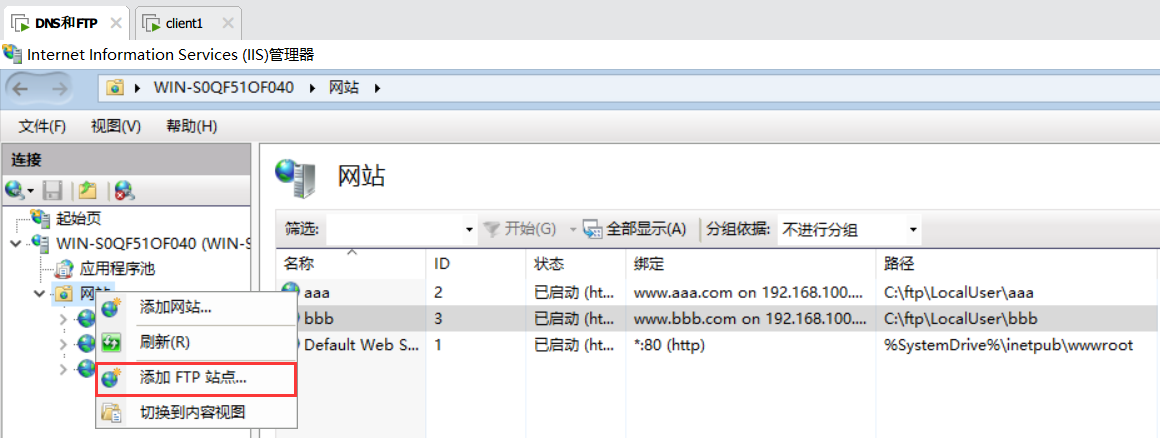 DNS和FTP
client1
Internet Information Services (IIS)管理器
WIN-S0QF51OF040 网站
文件(F) 视图(V) 帮助(H)
连接
起始页
WIN-S0QF51OF040 (WIN-S
应用程序池
网站
添加网站...
刷新(R)
添加 FTP 站点...
切换到内容视图
网站
筛选: 开始(G) 全部显示(A) 分组依据: 不进行分组
名称 ID 状态 绑定 路径
aaa 2 已启动 (ht... www.aaa.com on 192.168.100.... C:\ftp\LocalUser\aaa
bbb 3 已启动 (ht... www.bbb.com on 192.168.100.... C:\ftp\LocalUser\bbb
Default Web S... 1 已启动 (ht... *:80 (http) %SystemDrive%\inetpub\wwwroot